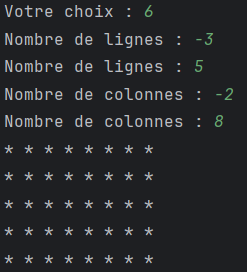 Votre choix : 6
Nombre de lignes : -3
Nombre de lignes : 5
Nombre de colonnes : -2
Nombre de colonnes : 8
* * * * * * * *
* * * * * * * *
* * * * * * * *
* * * * * * * *
* * * * * * * *